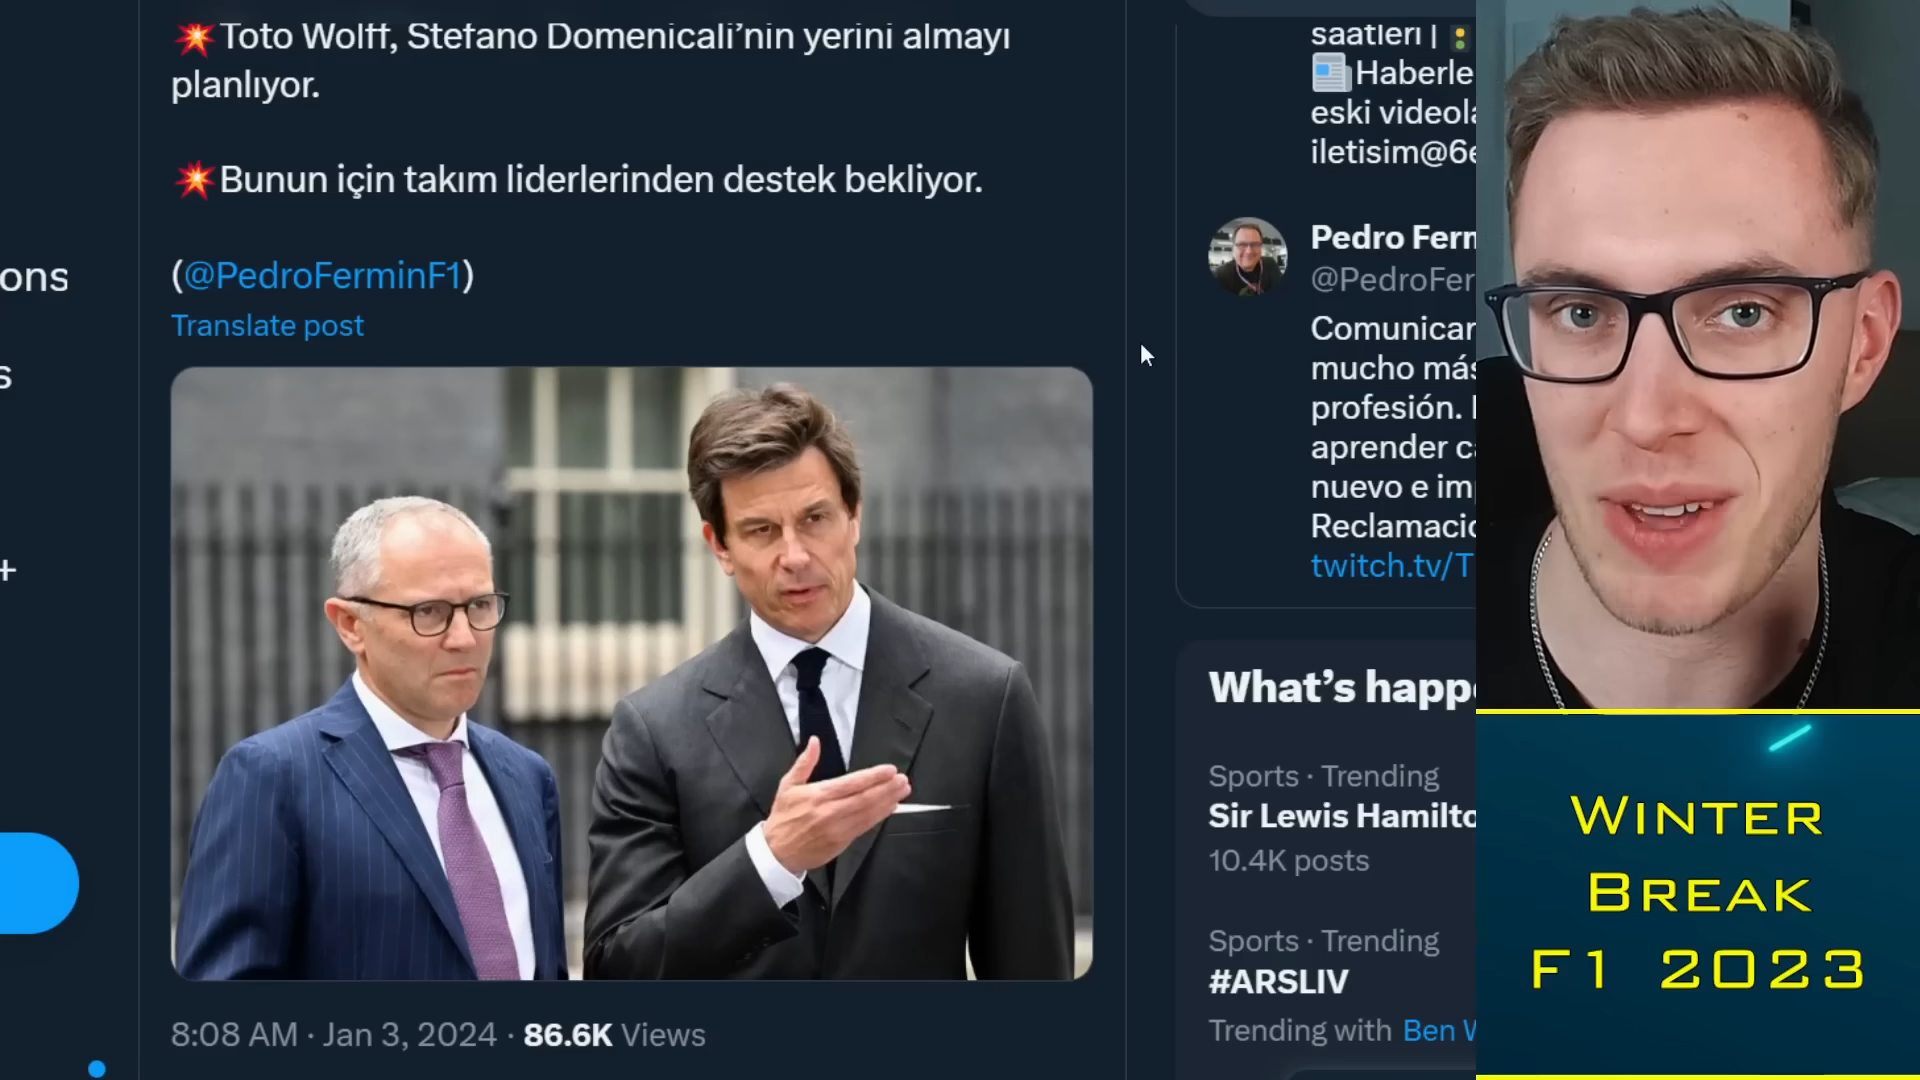 Toto Wolff, Stefano Domenicali’nin yerini almayı
planlıyor.
Bunun için takım liderlerinden destek bekliyor.
(@PedroFerminF1)
Translate post
8:08 AM · Jan 3, 2024 · 86.6K Views
ons
s
+
saatleri |
Haberle
eski videola
iletisim@6
Pedro Ferm
@PedroFer
Comunicar
mucho más
profesión.
aprender
nuevo e im
Reclamacio
twitch.tv/T
What’s happe
Sports · Trending
Sir Lewis Hamilto
10.4K posts
Sports · Trending
#ARSLIV
Trending with Ben W
WINTER
BREAK
F1 2023